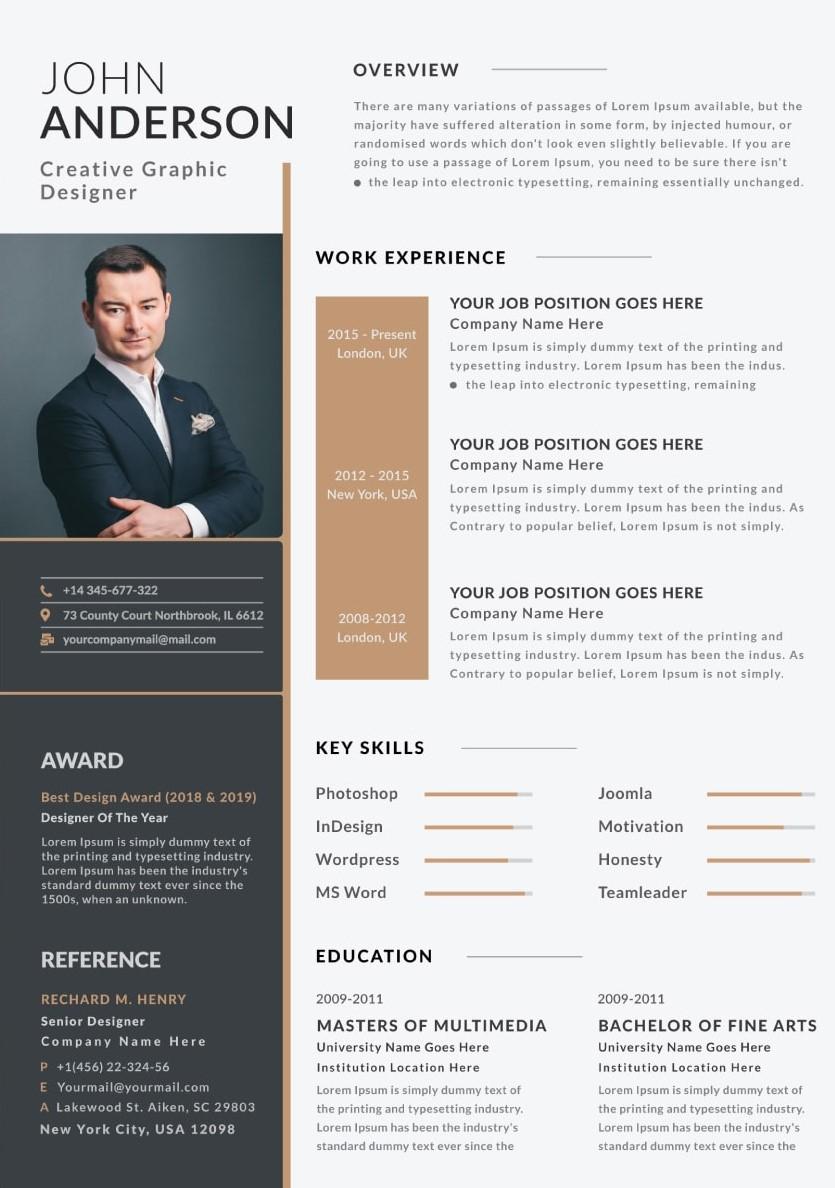 JOHN
ANDERSON
Creative Graphic
Designer
+14 345-677-322
73 County Court Northbrook, IL 6612
yourcompanymail@mail.com
AWARD
Best Design Award (2018 & 2019)
Designer Of The Year
Lorem Ipsum is simply dummy text of
the printing and typesetting industry.
Lorem Ipsum has been the industry's
standard dummy text ever since the
1500s, when an unknown.
REFERENCE
RECHARD M. HENRY
Senior Designer
Company Name Here
P +1(456) 22-324-56
E Yourmail@yourmail.com
A Lakewood St. Aiken, SC 29803
New York City, USA 12098
OVERVIEW
There are many variations of passages of Lorem Ipsum available, but the
majority have suffered alteration in some form, by injected humour, or
randomised words which don't look even slightly believable. If you are
going to use a passage of Lorem Ipsum, you need to be sure there isn't
● the leap into electronic typesetting, remaining essentially unchanged.
WORK EXPERIENCE
2015 - Present
London, UK
YOUR JOB POSITION GOES HERE
Company Name Here
Lorem Ipsum is simply dummy text of the printing and
typesetting industry. Lorem Ipsum has been the indus.
● the leap into electronic typesetting, remaining
2012 - 2015
New York, USA
YOUR JOB POSITION GOES HERE
Company Name Here
Lorem Ipsum is simply dummy text of the printing and
typesetting industry. Lorem Ipsum has been the indus. As
Contrary to popular belief, Lorem Ipsum is not simply.
2008-2012
London, UK
YOUR JOB POSITION GOES HERE
Company Name Here
Lorem Ipsum is simply dummy text of the printing and
typesetting industry. Lorem Ipsum has been the indus. As
Contrary to popular belief, Lorem Ipsum is not simply.
KEY SKILLS
Photoshop
InDesign
Wordpress
MS Word
Joomla
Motivation
Honesty
Teamleader
EDUCATION
2009-2011
MASTERS OF MULTIMEDIA
University Name Goes Here
Institution Location Here
Lorem Ipsum is simply dummy text of
the printing and typesetting industry.
Lorem Ipsum has been the industry's
standard dummy text ever since the
2009-2011
BACHELOR OF FINE ARTS
University Name Goes Here
Institution Location Here
Lorem Ipsum is simply dummy text of
the printing and typesetting industry.
Lorem Ipsum has been the industry's
standard dummy text ever since the